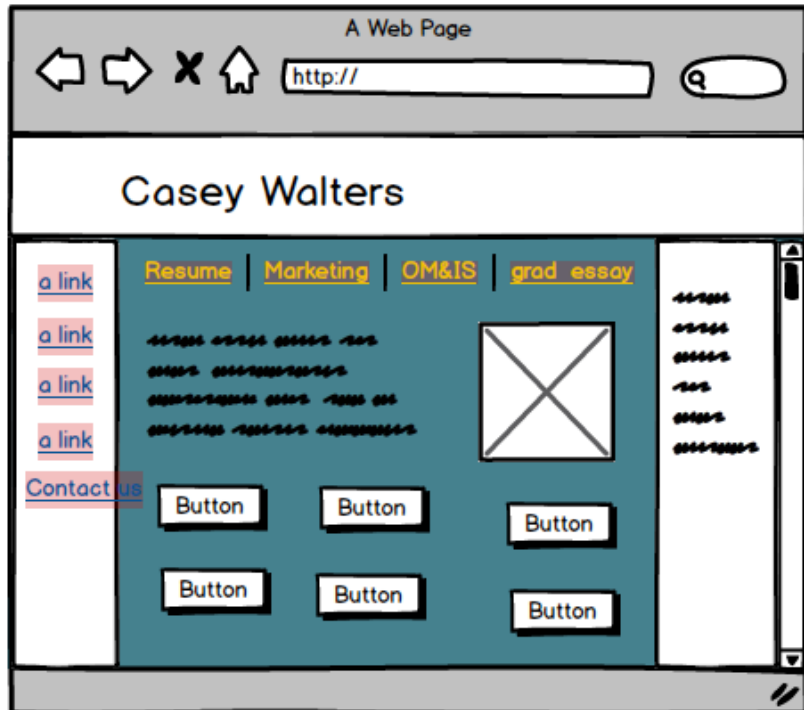 A Web Page
http://
Casey Walters
Resume Marketing OM&IS grad essay
a link
a link
a link
a link
Contact us
Button Button Button
Button Button Button